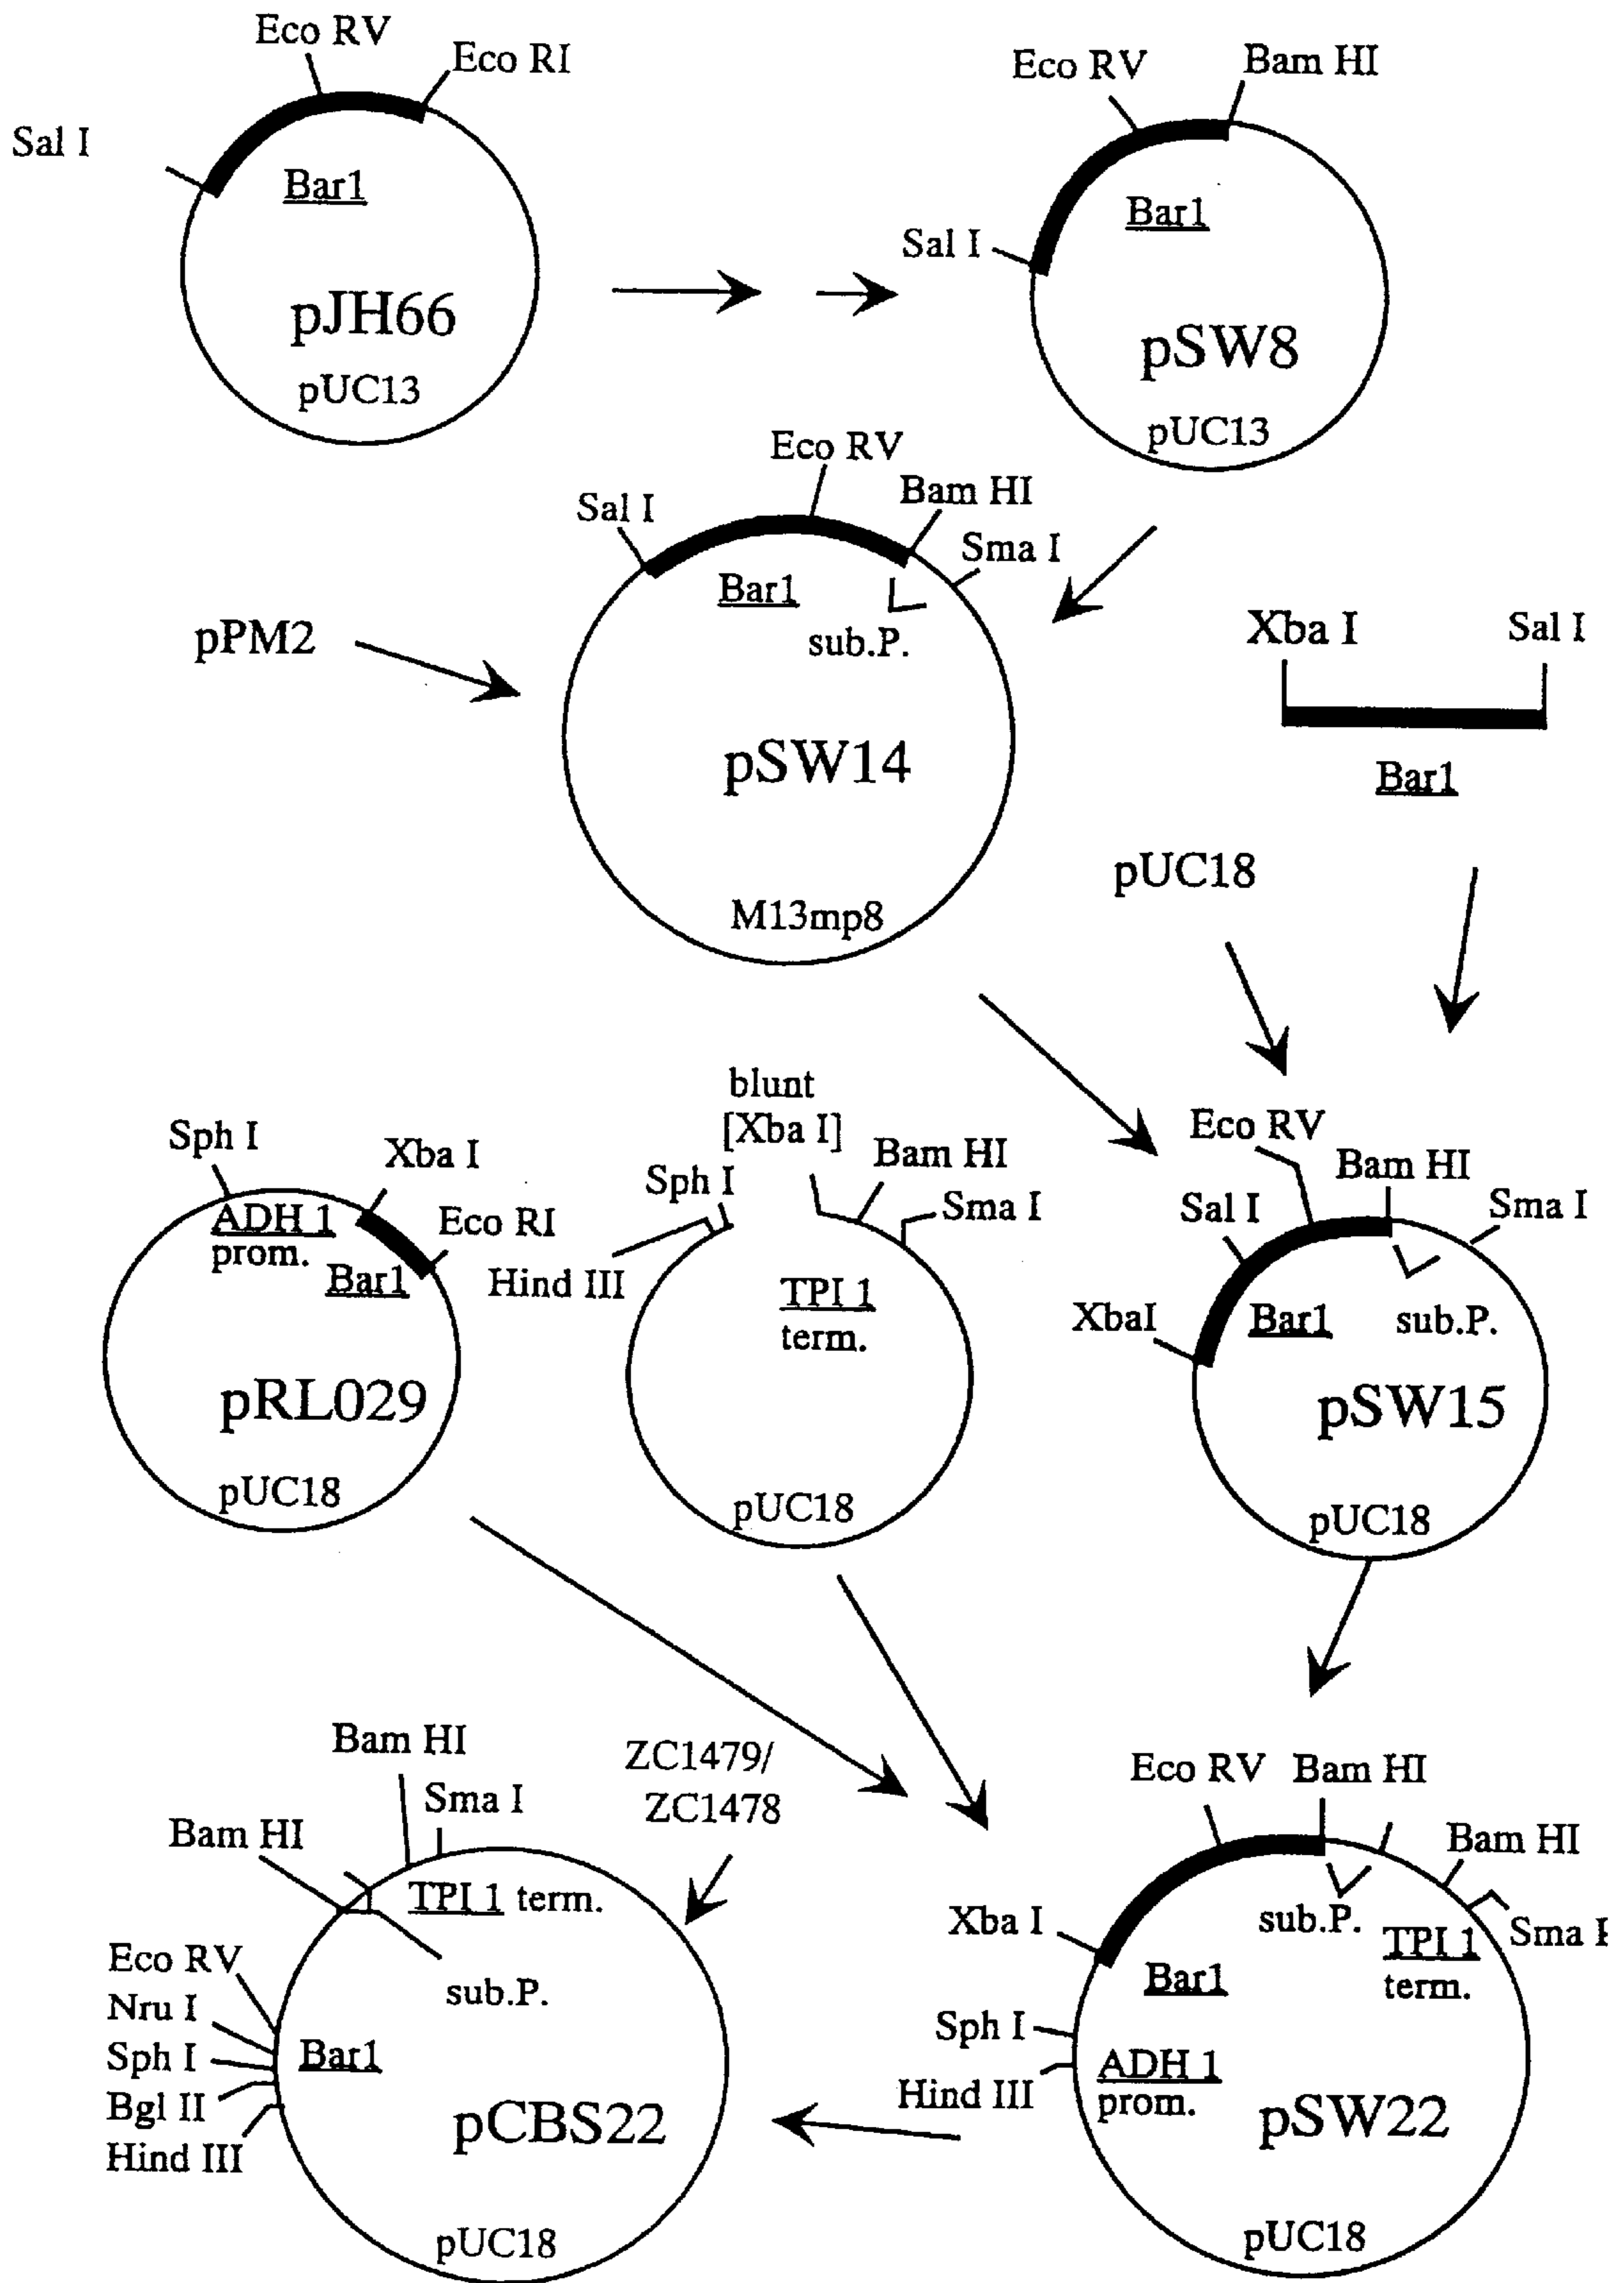 Eco RV
Eco RI
Sal I
Bar1
pJH66
pUC13
Eco RV
Bam HI
Sal I
Bar1
pSW8
pUC13
Eco RV
Sal I
Bam HI
Sma I
Bar1
sub.P.
pPM2
pSW14
M13mp8
Xba I
Sal I
Bar1
pUC18
Sph I
Xba I
ADH 1
prom.
Eco RI
Bar1
pRL029
pUC18
blunt
[Xba I]
Sph I
Bam HI
Sma I
Hind III
TPI 1
term.
pUC18
Eco RV
Bam HI
Sal I
Sma I
XbaI
Bar1
sub.P.
pSW15
pUC18
Bam HI
Sma I
Bam HI
ZC1479/
ZC1478
TPI 1 term.
Eco RV
sub.P.
Nru I
Sph I
Bar1
Bgl II
Hind III
pCBS22
pUC18
Eco RV
Bam HI
Bam HI
Xba I
sub.P.
Sma I
TPI 1
term.
Bar1
Sph I
Hind III
ADH 1
prom.
pSW22
pUC18